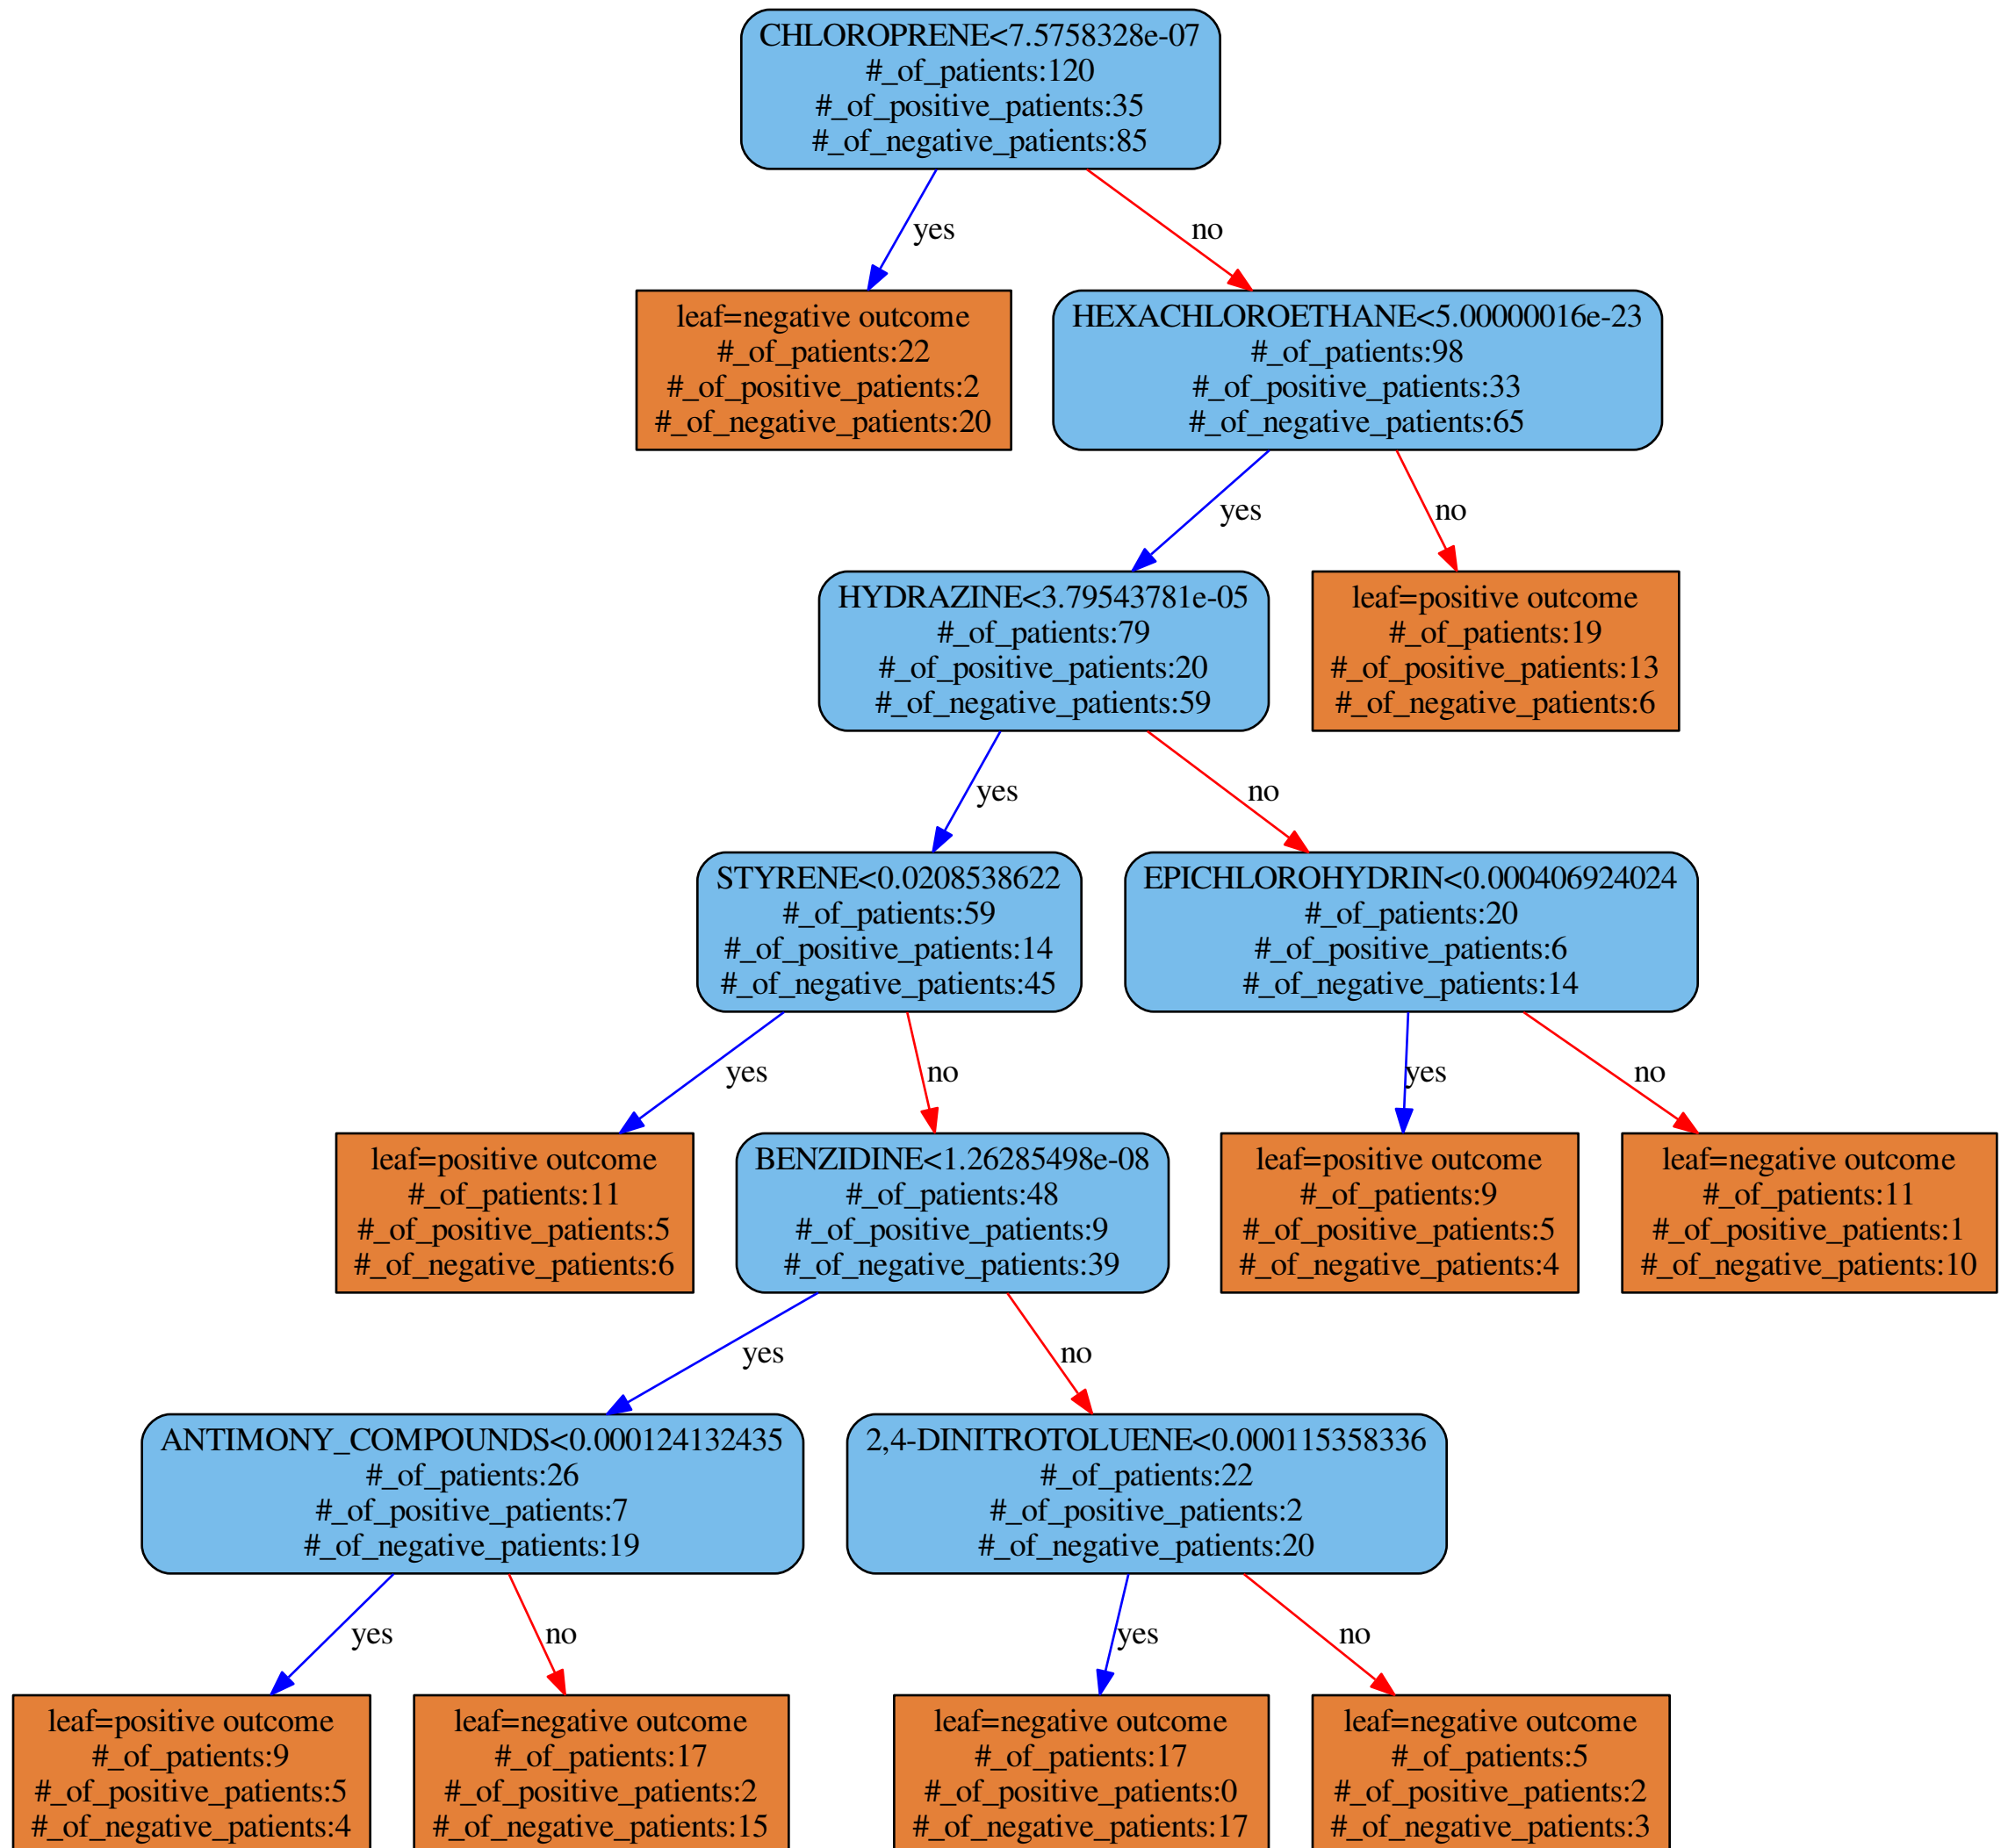 CHLOROPRENE<7.5758328e-07
#_of_patients:120
#_of_positive_patients:35
#_of_negative_patients:85
yes
no
leaf=negative outcome
#_of_patients:22
#_of_positive_patients:2
#_of_negative_patients:20
HEXACHLOROETHANE<5.00000016e-23
#_of_patients:98
#_of_positive_patients:33
#_of_negative_patients:65
yes
no
HYDRAZINE<3.79543781e-05
#_of_patients:79
#_of_positive_patients:20
#_of_negative_patients:59
leaf=positive outcome
#_of_patients:19
#_of_positive_patients:13
#_of_negative_patients:6
yes
no
STYRENE<0.0208538622
#_of_patients:59
#_of_positive_patients:14
#_of_negative_patients:45
EPICHLOROHYDRIN<0.000406924024
#_of_patients:20
#_of_positive_patients:6
#_of_negative_patients:14
yes
no
yes
no
leaf=positive outcome
#_of_patients:11
#_of_positive_patients:5
#_of_negative_patients:6
BENZIDINE<1.26285498e-08
#_of_patients:48
#_of_positive_patients:9
#_of_negative_patients:39
leaf=positive outcome
#_of_patients:9
#_of_positive_patients:5
#_of_negative_patients:4
leaf=negative outcome
#_of_patients:11
#_of_positive_patients:1
#_of_negative_patients:10
yes
no
ANTIMONY_COMPOUNDS<0.000124132435
#_of_patients:26
#_of_positive_patients:7
#_of_negative_patients:19
2,4-DINITROTOLUENE<0.000115358336
#_of_patients:22
#_of_positive_patients:2
#_of_negative_patients:20
yes
no
yes
no
leaf=positive outcome
#_of_patients:9
#_of_positive_patients:5
#_of_negative_patients:4
leaf=negative outcome
#_of_patients:17
#_of_positive_patients:2
#_of_negative_patients:15
leaf=negative outcome
#_of_patients:17
#_of_positive_patients:0
#_of_negative_patients:17
leaf=negative outcome
#_of_patients:5
#_of_positive_patients:2
#_of_negative_patients:3